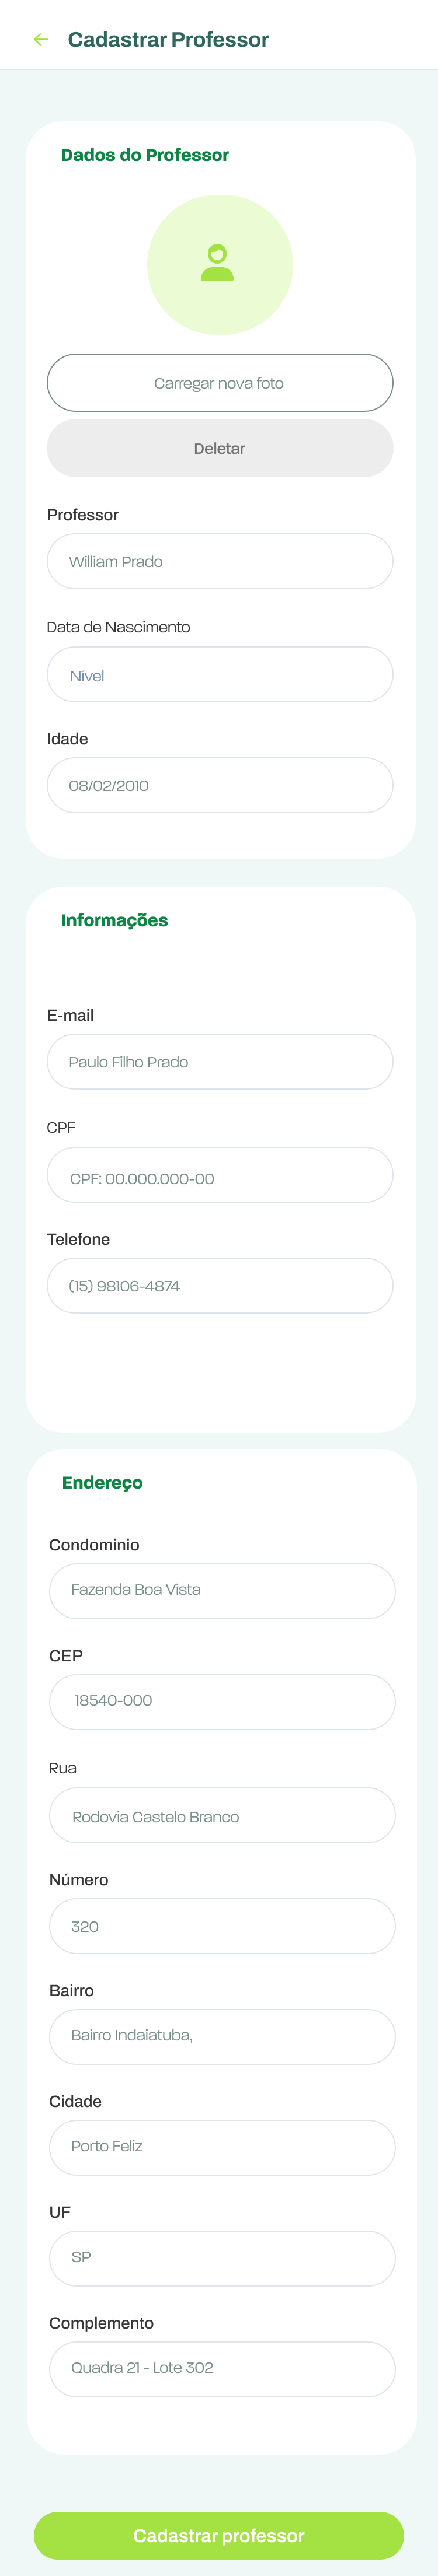 Cadastrar Professor
Dados do Professor
Carregar nova foto
Deletar
Professor
William Prado
Data de Nascimento
Nível
Idade
08/02/2010
Informações
E-mail
Paulo Filho Prado
CPF
CPF: 00.000.000-00
Telefone
(15) 98106-4874
Endereço
Condominio
Fazenda Boa Vista
CEP
18540-000
Rua
Rodovia Castelo Branco
Número
320
Bairro
Bairro Indaiatuba,
Cidade
Porto Feliz
UF
SP
Complemento
Quadra 21 - Lote 302
Cadastrar professor